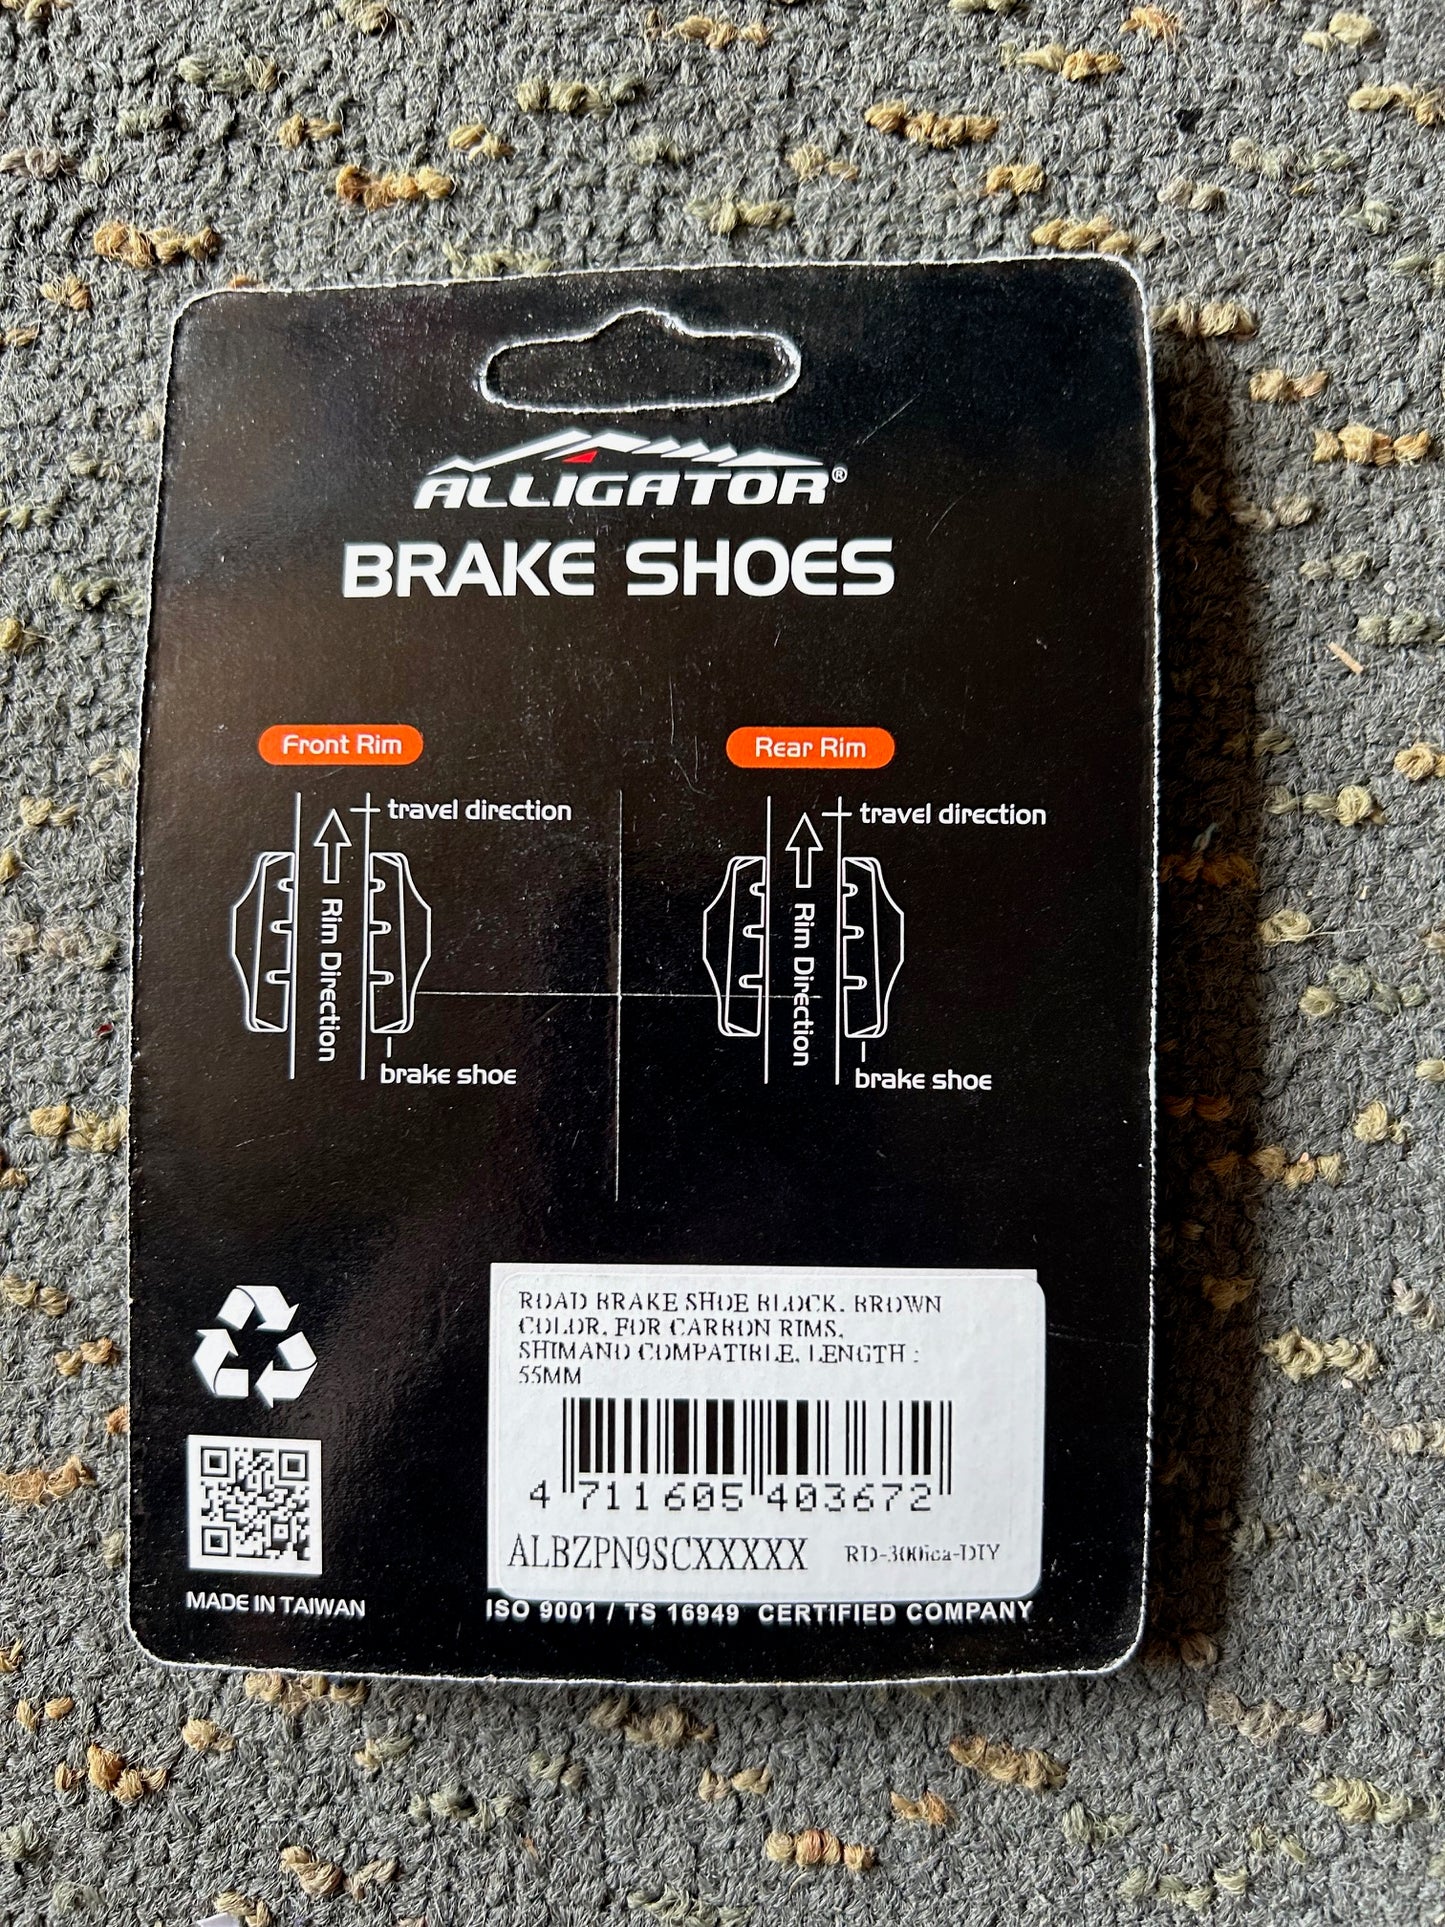 ALLIGATOR®
BRAKE SHOES
Front Rim
travel direction
Rim Direction
brake shoe
Rear Rim
travel direction
Rim Direction
brake shoe
ROAD BRAKE SHOE BLOCK, BROWN
COLOR, FOR CARBON RIMS,
SHIMANO COMPATIBLE, LENGTH :
55MM
4 711605 403672
ALBZPN9SCXXXXX
MADE IN TAIWAN
ISO 9001 / TS 16949 CERTIFIED COMPANY